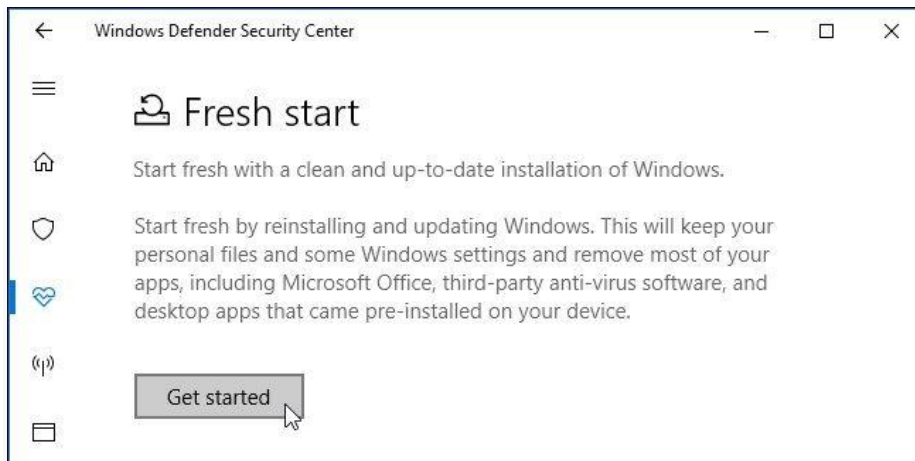 Windows Defender Security Center
Fresh start
Start fresh with a clean and up-to-date installation of Windows.
Start fresh by reinstalling and updating Windows. This will keep your
personal files and some Windows settings and remove most of your
apps, including Microsoft Office, third-party anti-virus software, and
desktop apps that came pre-installed on your device.
Get started